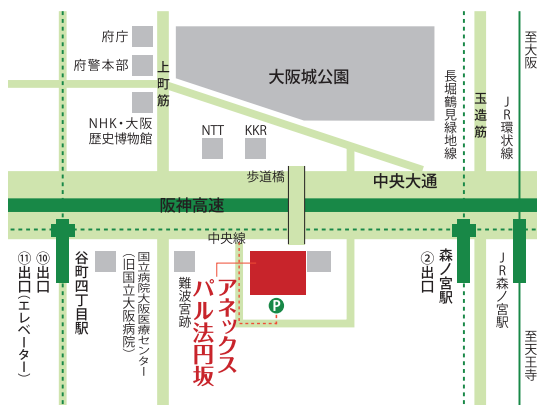 府庁
府警本部
NHK・大阪
歴史博物館
上町筋
大阪城公園
NTT
KKR
歩道橋
長堀鶴見緑地線
玉造筋
JR環状線
至大阪
中央大通
阪神高速
中央線
⑪出口(エレベーター)
⑩出口
谷町四丁目駅
国立病院大阪医療センター
(旧国立大阪病院)
難波宮跡
アネックス
パル法円坂
P
②出口
森ノ宮駅
JR森ノ宮駅
至天王寺